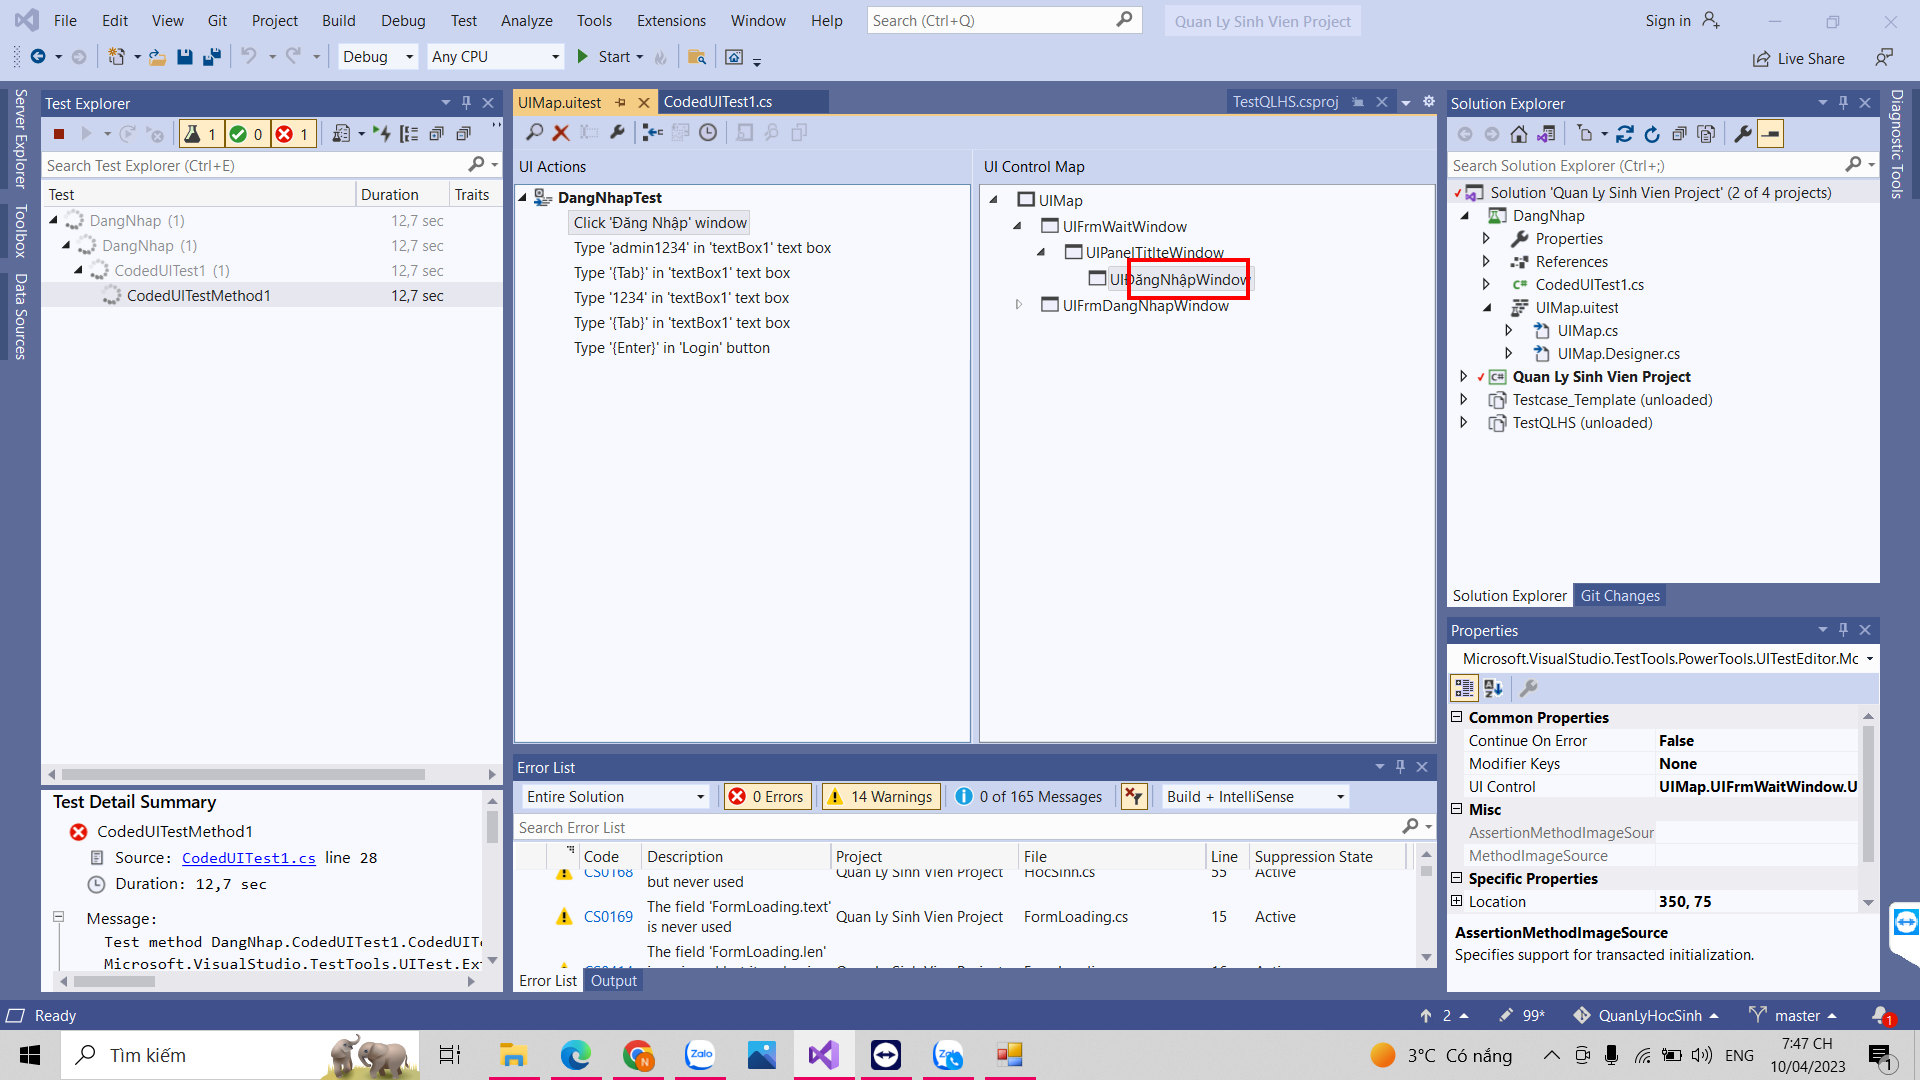 File Edit View Git Project Build Debug Test Analyze Tools Extensions Window Help Search (Ctrl+Q) Quan Ly Sinh Vien Project Sign in
Debug Any CPU Start Live Share
Server Explorer
Toolbox
Data Sources
Test Explorer
1 0 1
Search Test Explorer (Ctrl+E)
Test Duration Traits
DangNhap (1) 12,7 sec
DangNhap (1) 12,7 sec
CodedUITest1 (1) 12,7 sec
CodedUITestMethod1 12,7 sec
Test Detail Summary
CodedUITestMethod1
Source: CodedUITest1.cs line 28
Duration: 12,7 sec
Message:
Test method DangNhap.CodedUITest1.CodedUITe
Microsoft.VisualStudio.TestTools.UITest.Ext
UIMap.uitest CodedUITest1.cs TestQLHS.csproj
UI Actions
DangNhapTest
Click 'Đăng Nhập' window
Type 'admin1234' in 'textBox1' text box
Type '{Tab}' in 'textBox1' text box
Type '1234' in 'textBox1' text box
Type '{Tab}' in 'textBox1' text box
Type '{Enter}' in 'Login' button
UI Control Map
UIMap
UIFrmWaitWindow
UIPanelTitlteWindow
UIĐăngNhậpWindow
UIFrmDangNhapWindow
Error List
Entire Solution 0 Errors 14 Warnings 0 of 165 Messages Build + IntelliSense
Search Error List
Code Description Project File Line Suppression State
CS0168 but never used Quan Ly Sinh Vien Project HocSinh.cs 55 Active
CS0169 The field 'FormLoading.text' is never used Quan Ly Sinh Vien Project FormLoading.cs 15 Active
The field 'FormLoading.len'
Error List Output
Solution Explorer
Search Solution Explorer (Ctrl+;)
Solution 'Quan Ly Sinh Vien Project' (2 of 4 projects)
DangNhap
Properties
References
CodedUITest1.cs
UIMap.uitest
UIMap.cs
UIMap.Designer.cs
Quan Ly Sinh Vien Project
Testcase_Template (unloaded)
TestQLHS (unloaded)
Solution Explorer Git Changes
Properties
Microsoft.VisualStudio.TestTools.PowerTools.UITestEditor.Mc
Common Properties
Continue On Error False
Modifier Keys None
UI Control UIMap.UIFrmWaitWindow.U
Misc
AssertionMethodImageSour
MethodImageSource
Specific Properties
Location 350, 75
AssertionMethodImageSource
Specifies support for transacted initialization.
Diagnostic Tools
Ready 2 99* QuanLyHocSinh master 1
Tìm kiếm Zalo 3°C Có nắng ENG 7:47 CH
10/04/2023 1